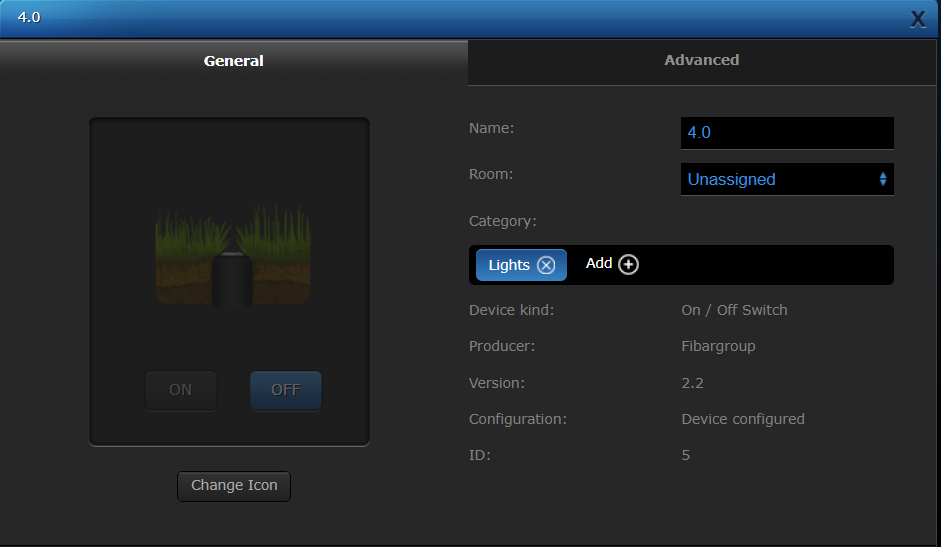 4.0
X
General
Advanced
Name:
4.0
Room:
Unassigned
Category:
Lights
Add
Device kind:
On / Off Switch
Producer:
Fibargroup
Version:
2.2
Configuration:
Device configured
ID:
5
ON
OFF
Change Icon